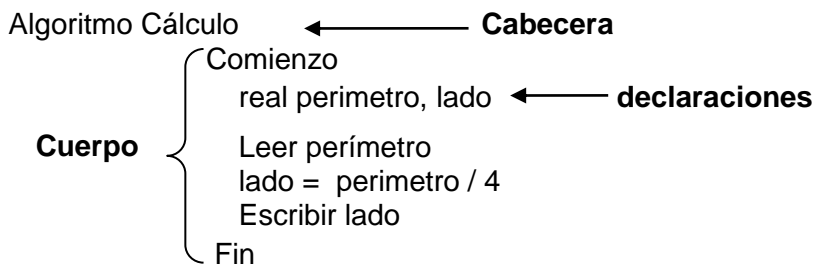 Algoritmo Cálculo Cabecera
Comienzo
real perimetro, lado declaraciones
Cuerpo Leer perímetro
lado = perimetro / 4
Escribir lado
Fin